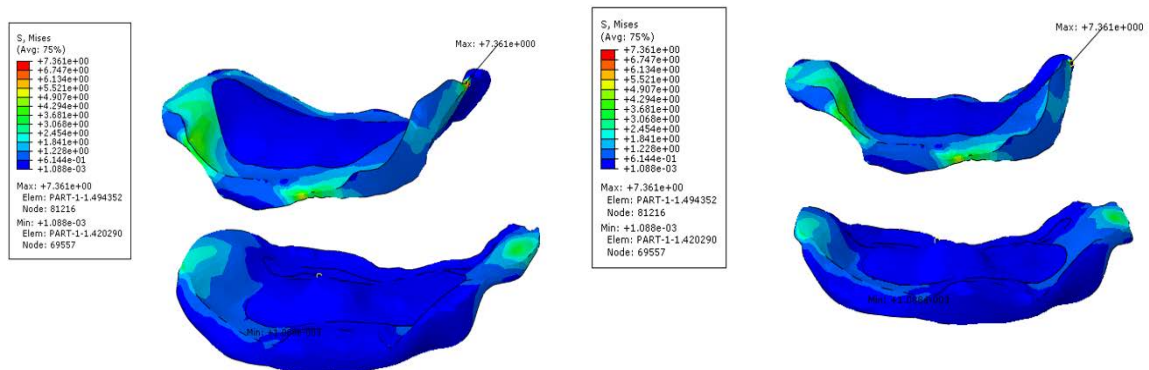 S, Mises
(Avg: 75%)
+7.361e+00
+6.747e+00
+6.134e+00
+5.521e+00
+4.907e+00
+4.294e+00
+3.681e+00
+3.068e+00
+2.454e+00
+1.841e+00
+1.228e+00
+6.144e-01
+1.088e-03
Max: +7.361e+00
Elem: PART-1-1.494352
Node: 81216
Min: +1.088e-03
Elem: PART-1-1.420290
Node: 69557
Max: +7.361e+000
S, Mises
(Avg: 75%)
+7.361e+00
+6.747e+00
+6.134e+00
+5.521e+00
+4.907e+00
+4.294e+00
+3.681e+00
+3.068e+00
+2.454e+00
+1.841e+00
+1.228e+00
+6.144e-01
+1.088e-03
Max: +7.361e+00
Elem: PART-1-1.494352
Node: 81216
Min: +1.088e-03
Elem: PART-1-1.420290
Node: 69557
Max: +7.361e+000
Min:
Min: